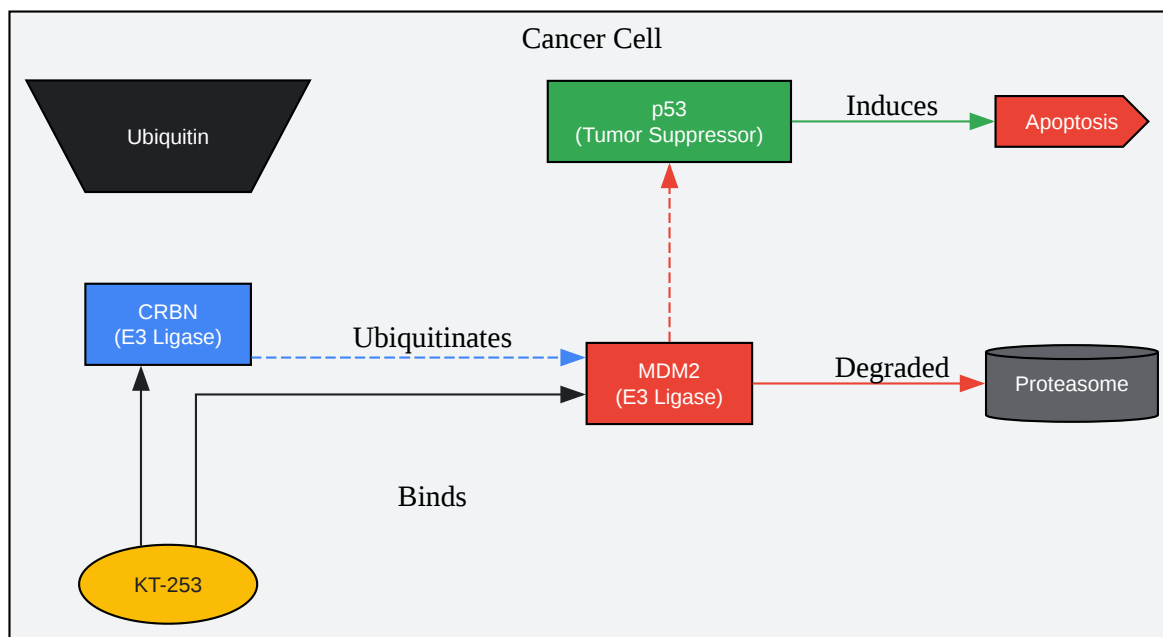 Cancer Cell
Ubiquitin
p53
(Tumor Suppressor)
Induces
Apoptosis
CRBN
(E3 Ligase)
Ubiquitinates
MDM2
(E3 Ligase)
Degraded
Proteasome
Binds
KT-253